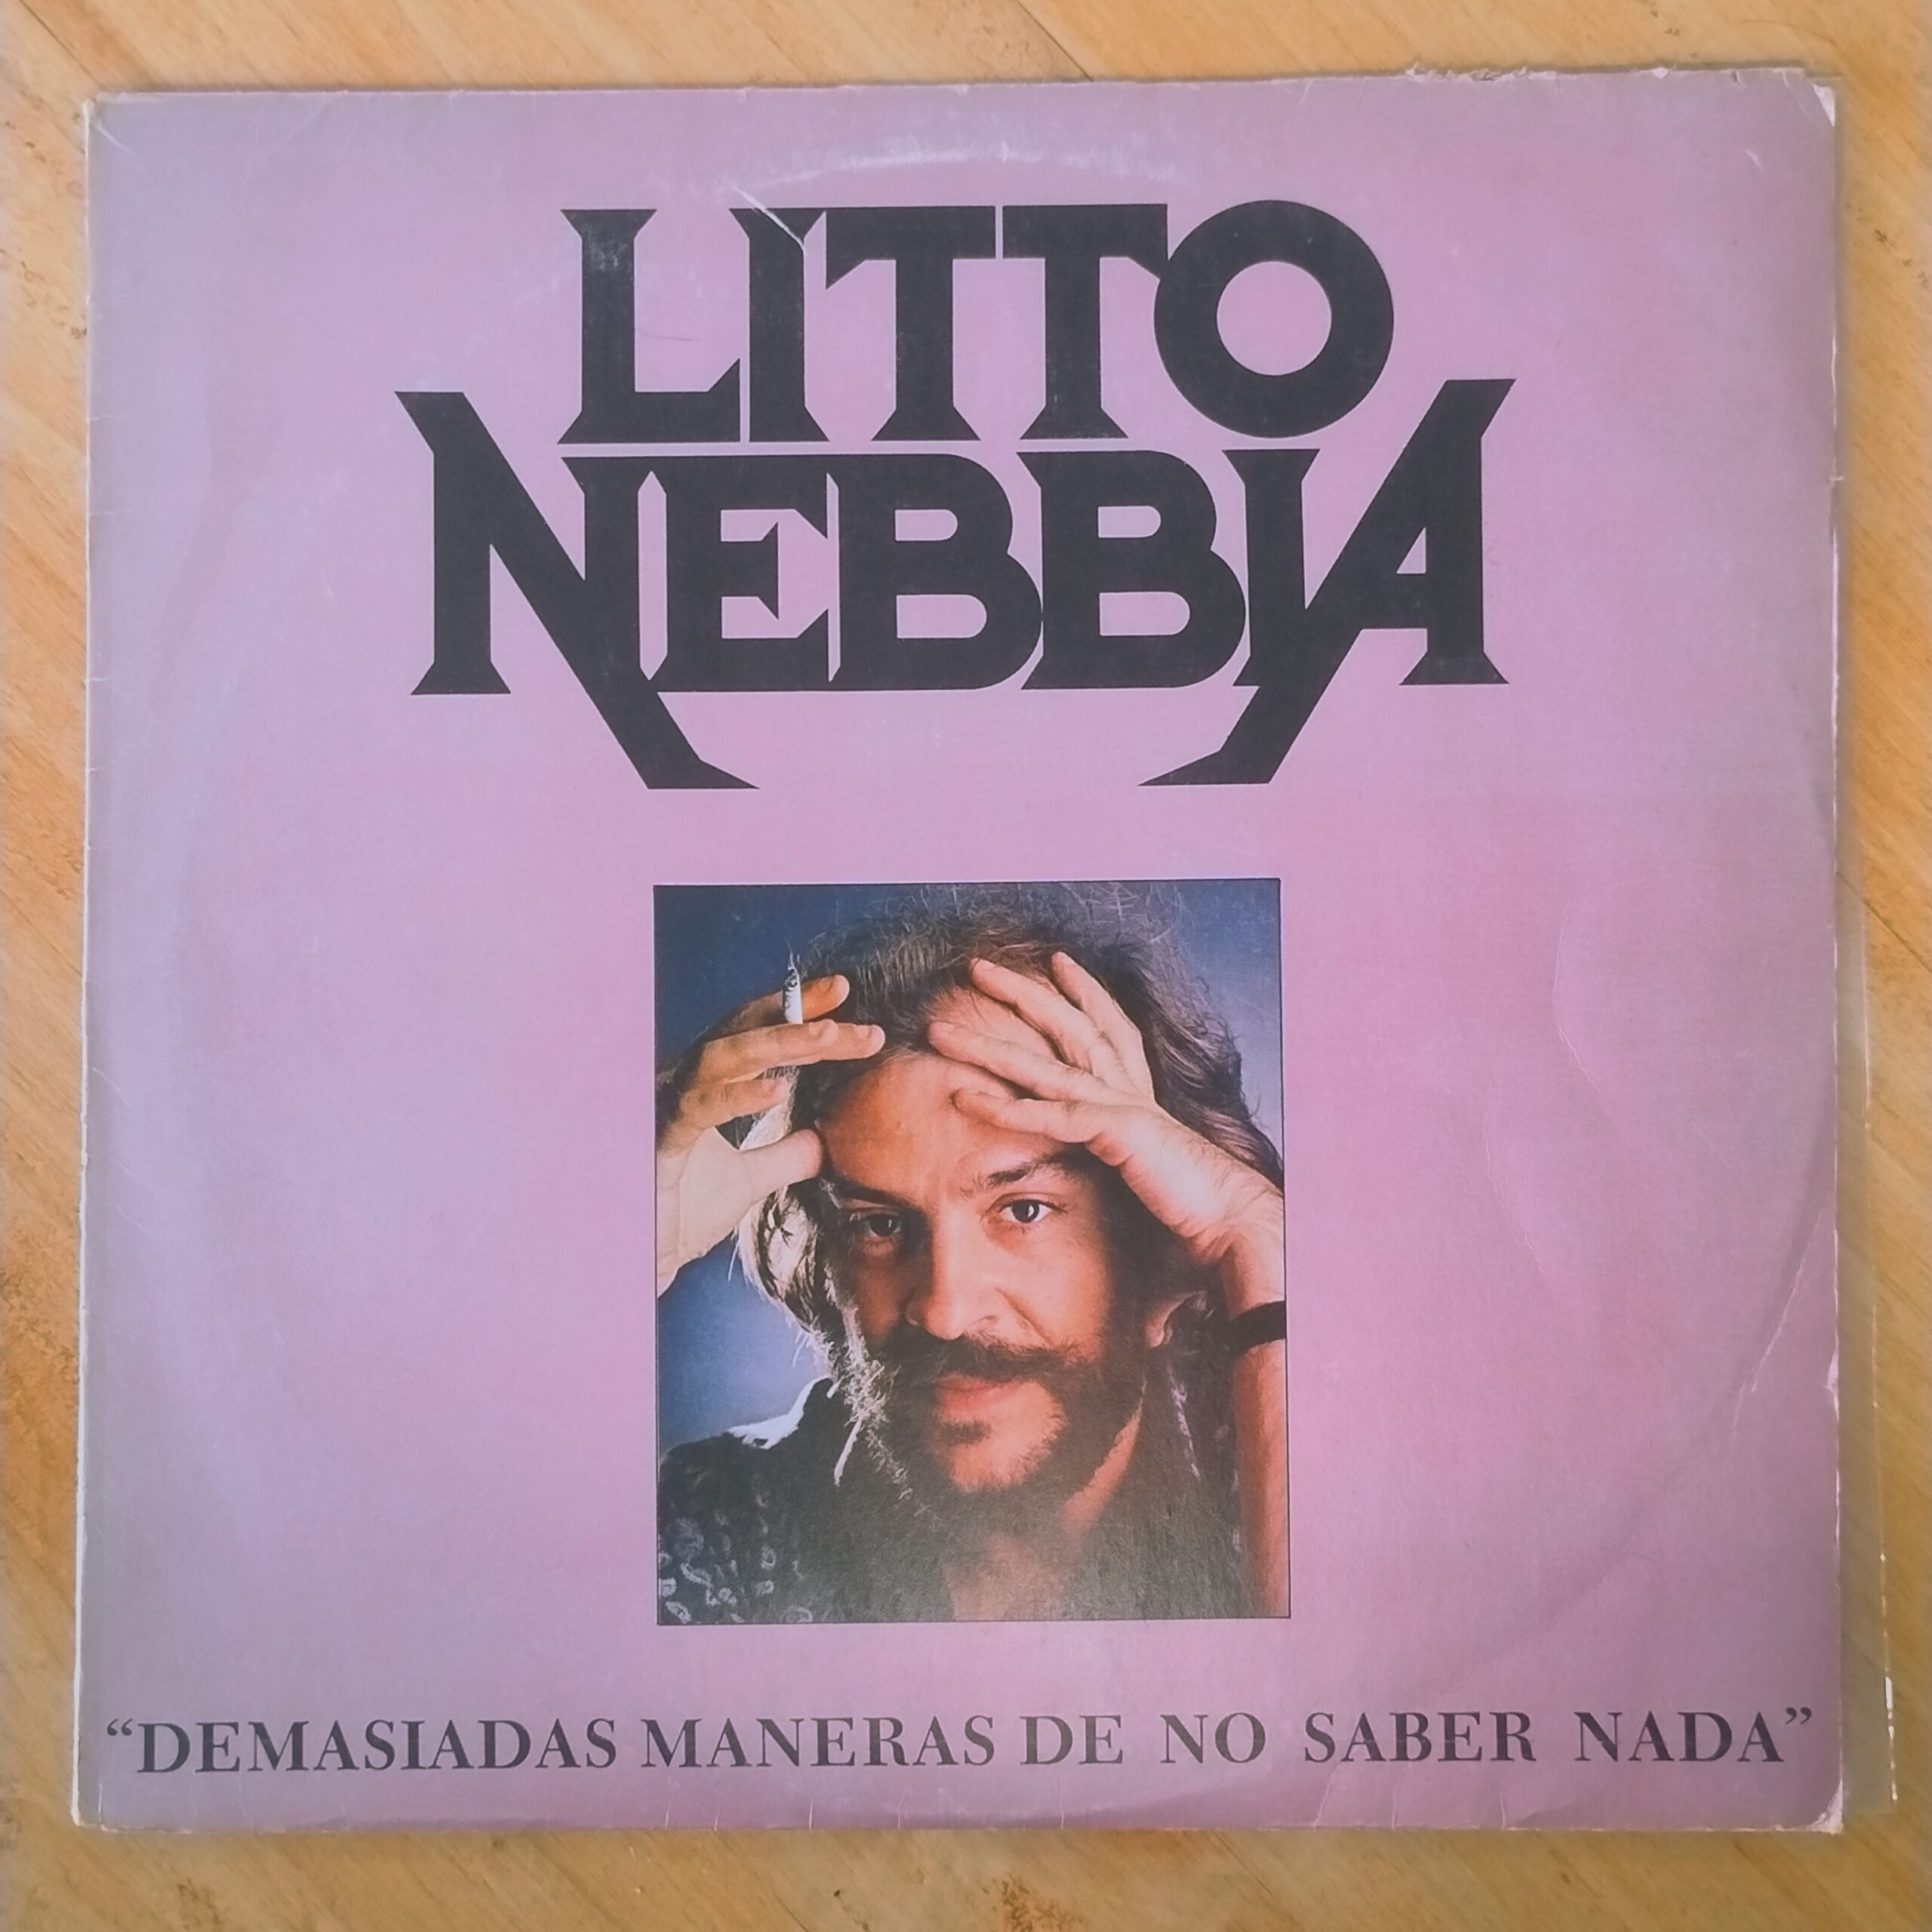 LITTO
NEBBIA
“DEMASIADAS MANERAS DE NO SABER NADA”